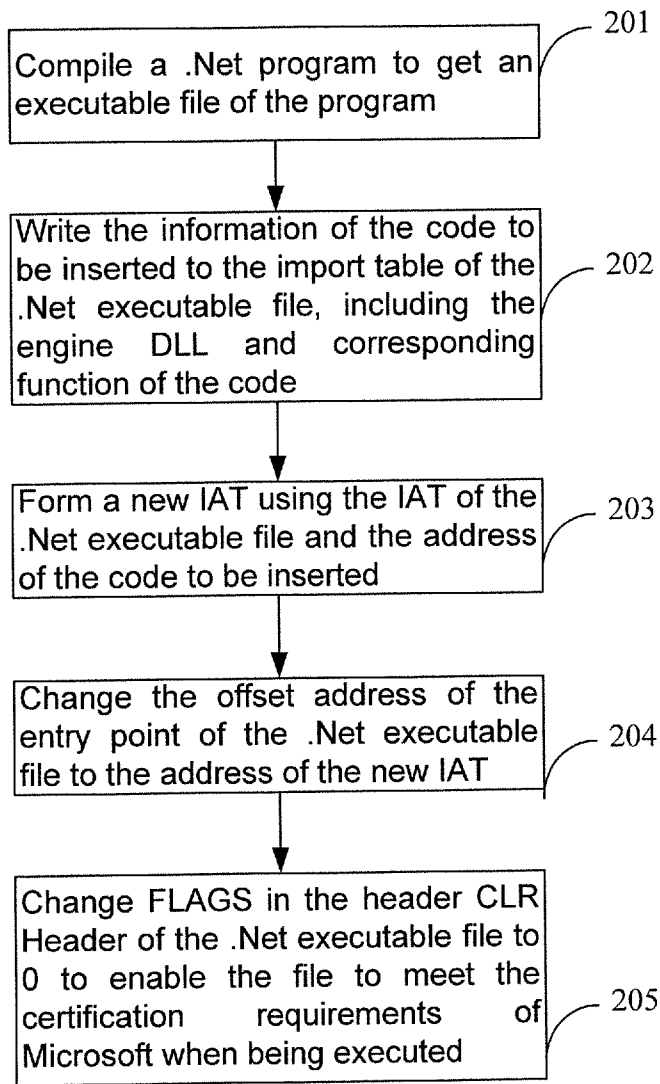 201
Compile a .Net program to get an
executable file of the program
Write the information of the code to
be inserted to the import table of the
.Net executable file, including the
engine DLL and corresponding
function of the code
202
Form a new IAT using the IAT of the
.Net executable file and the address
of the code to be inserted
203
Change the offset address of the
entry point of the .Net executable
file to the address of the new IAT
204
Change FLAGS in the header CLR
Header of the .Net executable file to
0 to enable the file to meet the
certification requirements of
Microsoft when being executed
205